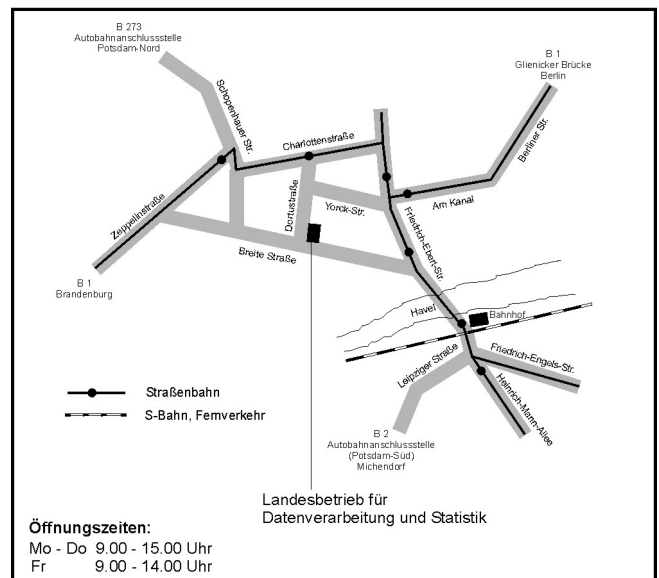 B 273
Autobahnanschlussstelle
Potsdam-Nord
B 1
Glienicker Brücke
Berlin
Schopenhauer Str.
Charlottenstraße
Berliner Str.
Zeppelinstraße
Dortustraße
Yorck-Str.
Am Kanal
Friedrich-Ebert-Str.
Breite Straße
B 1
Brandenburg
Havel
Bahnhof
Leipziger Straße
Friedrich-Engels-Str.
Heinrich-Mann-Allee
Straßenbahn
S-Bahn, Fernverkehr
B 2
Autobahnanschlussstelle
(Potsdam-Süd)
Michendorf
Landesbetrieb für
Datenverarbeitung und Statistik
Öffnungszeiten:
Mo - Do 9.00 - 15.00 Uhr
Fr 9.00 - 14.00 Uhr